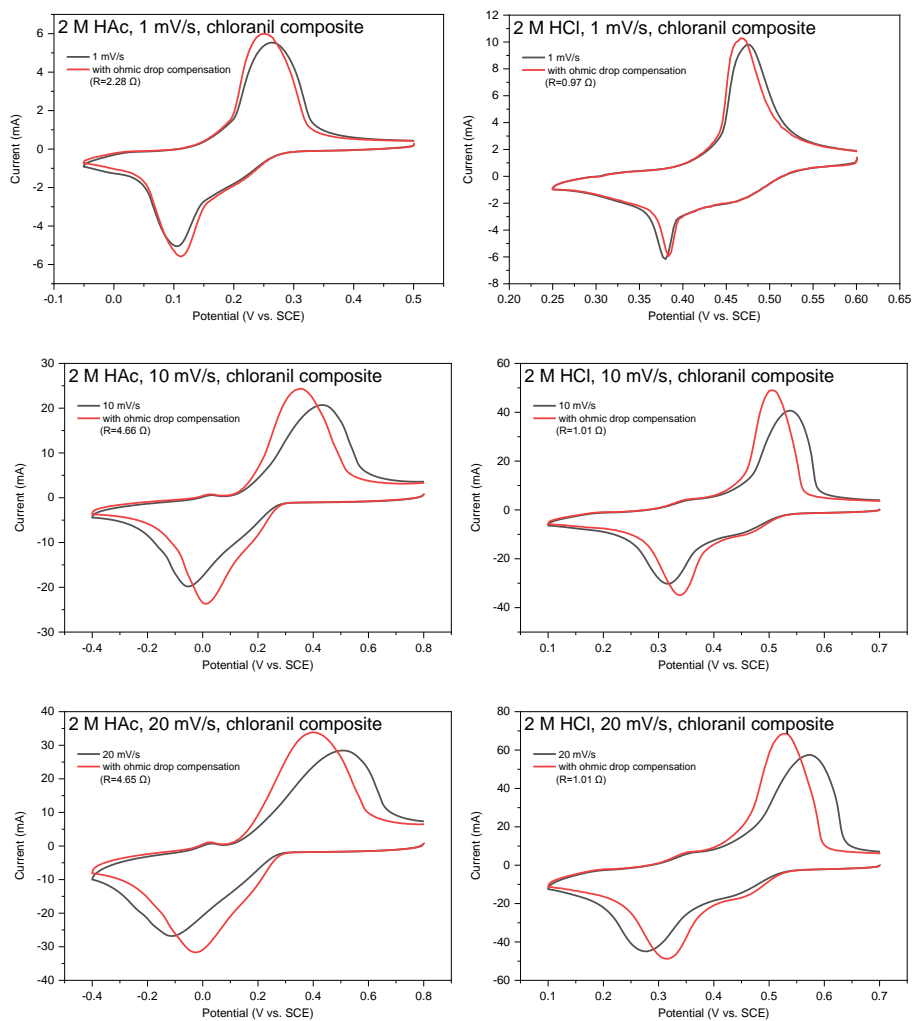 2 M HAc, 1 mV/s, chloranil composite
1 mV/s
with ohmic drop compensation
(R=2.28 Ω)
Current (mA)
6
4
2
0
-2
-4
-6
-0.1 0.0 0.1 0.2 0.3 0.4 0.5
Potential (V vs. SCE)
2 M HCl, 1 mV/s, chloranil composite
1 mV/s
with ohmic drop compensation
(R=0.97 Ω)
Current (mA)
12
10
8
6
4
2
0
-2
-4
-6
-8
0.20 0.25 0.30 0.35 0.40 0.45 0.50 0.55 0.60 0.65
Potential (V vs. SCE)
2 M HAc, 10 mV/s, chloranil composite
10 mV/s
with ohmic drop compensation
(R=4.66 Ω)
Current (mA)
30
20
10
0
-10
-20
-30
-0.4 -0.2 0.0 0.2 0.4 0.6 0.8
Potential (V vs. SCE)
2 M HCl, 10 mV/s, chloranil composite
10 mV/s
with ohmic drop compensation
(R=1.01 Ω)
Current (mA)
60
40
20
0
-20
-40
0.1 0.2 0.3 0.4 0.5 0.6 0.7
Potential (V vs. SCE)
2 M HAc, 20 mV/s, chloranil composite
20 mV/s
with ohmic drop compensation
(R=4.65 Ω)
Current (mA)
40
30
20
10
0
-10
-20
-30
-40
-0.4 -0.2 0.0 0.2 0.4 0.6 0.8
Potential (V vs. SCE)
2 M HCl, 20 mV/s, chloranil composite
20 mV/s
with ohmic drop compensation
(R=1.01 Ω)
Current (mA)
80
60
40
20
0
-20
-40
-60
0.1 0.2 0.3 0.4 0.5 0.6 0.7
Potential (V vs. SCE)